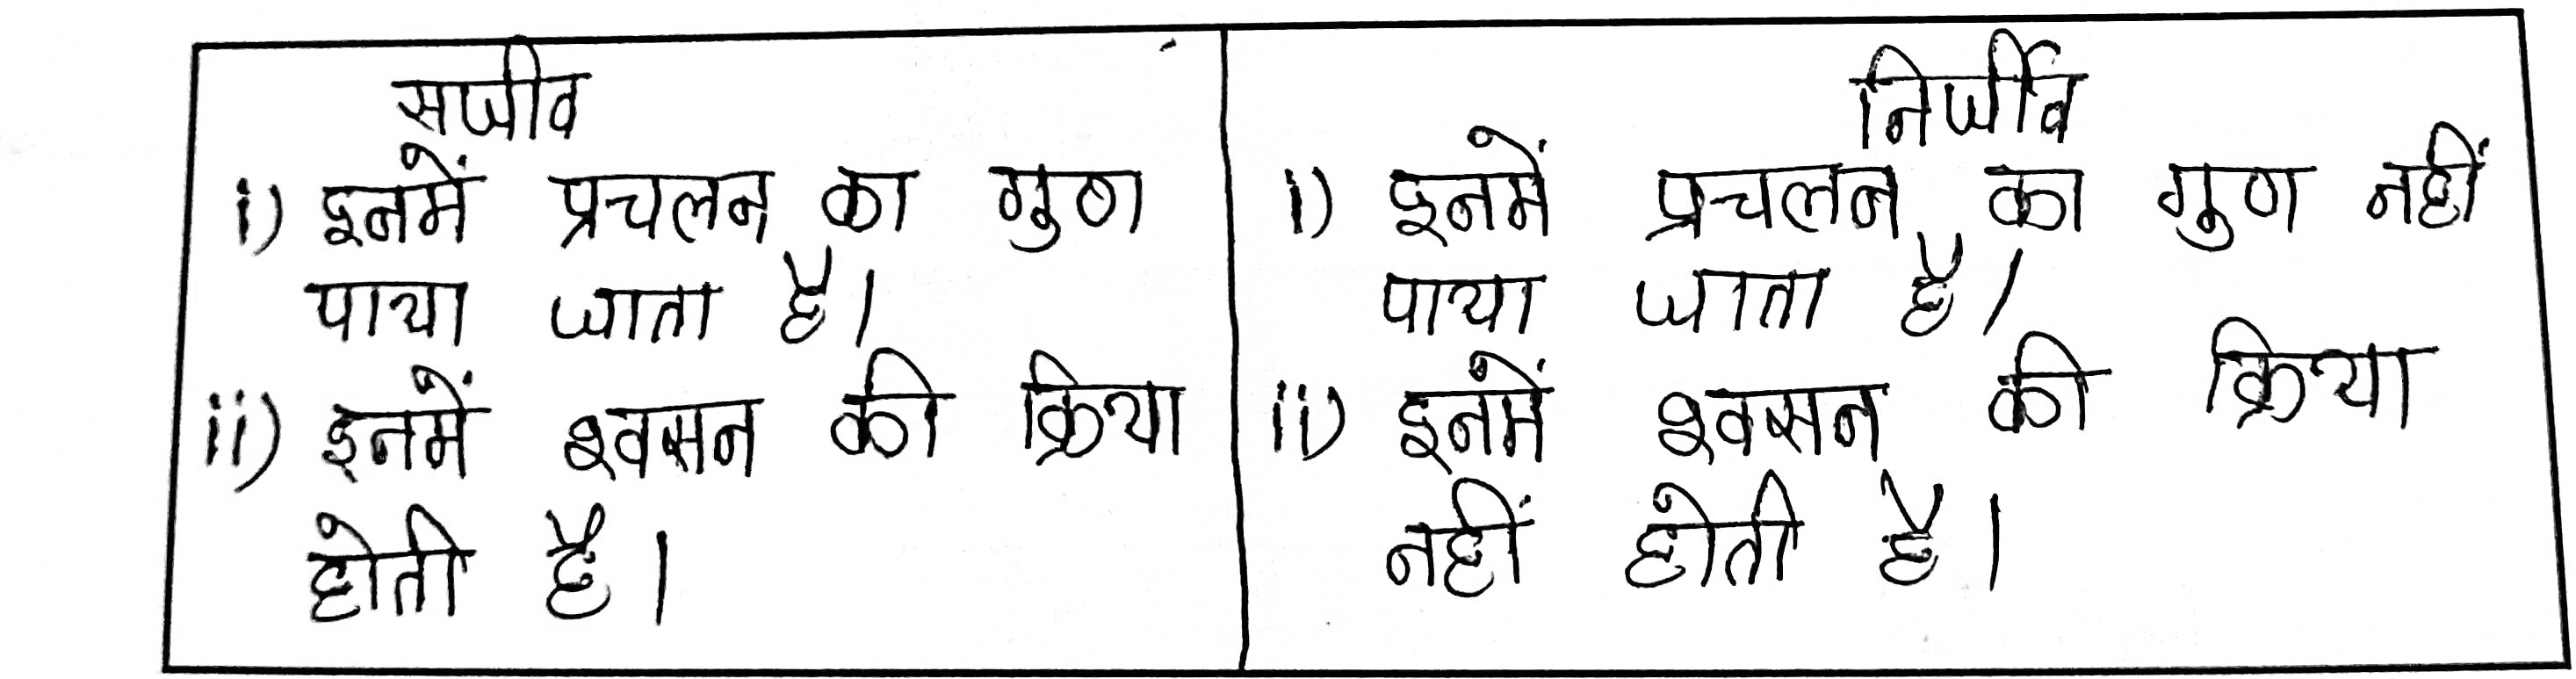 सजीव
i) इनमें प्रचलन का गुण
पाया जाता है।
ii) इनमें श्वसन की क्रिया
होती है।
निर्जीव
i) इनमें प्रचलन का गुण नहीं
पाया जाता है।
ii) इनमें श्वसन की क्रिया
नहीं होती है।